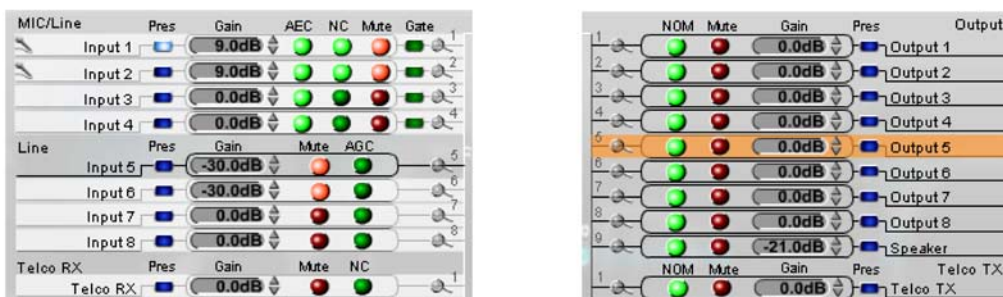 MIC/Line Pres Gain AEC NC Mute Gate
Input 1 9.0dB 1
Input 2 9.0dB 2
Input 3 0.0dB 3
Input 4 0.0dB 4
Line Pres Gain Mute AGC
Input 5 -30.0dB 5
Input 6 -30.0dB 6
Input 7 0.0dB 7
Input 8 0.0dB 8
Telco RX Pres Gain Mute NC
Telco RX 0.0dB 1
NOM Mute Gain Pres Output
1 0.0dB Output 1
2 0.0dB Output 2
3 0.0dB Output 3
4 0.0dB Output 4
5 0.0dB Output 5
6 0.0dB Output 6
7 0.0dB Output 7
8 0.0dB Output 8
9 -21.0dB Speaker
NOM Mute Gain Pres Telco TX
1 0.0dB Telco TX